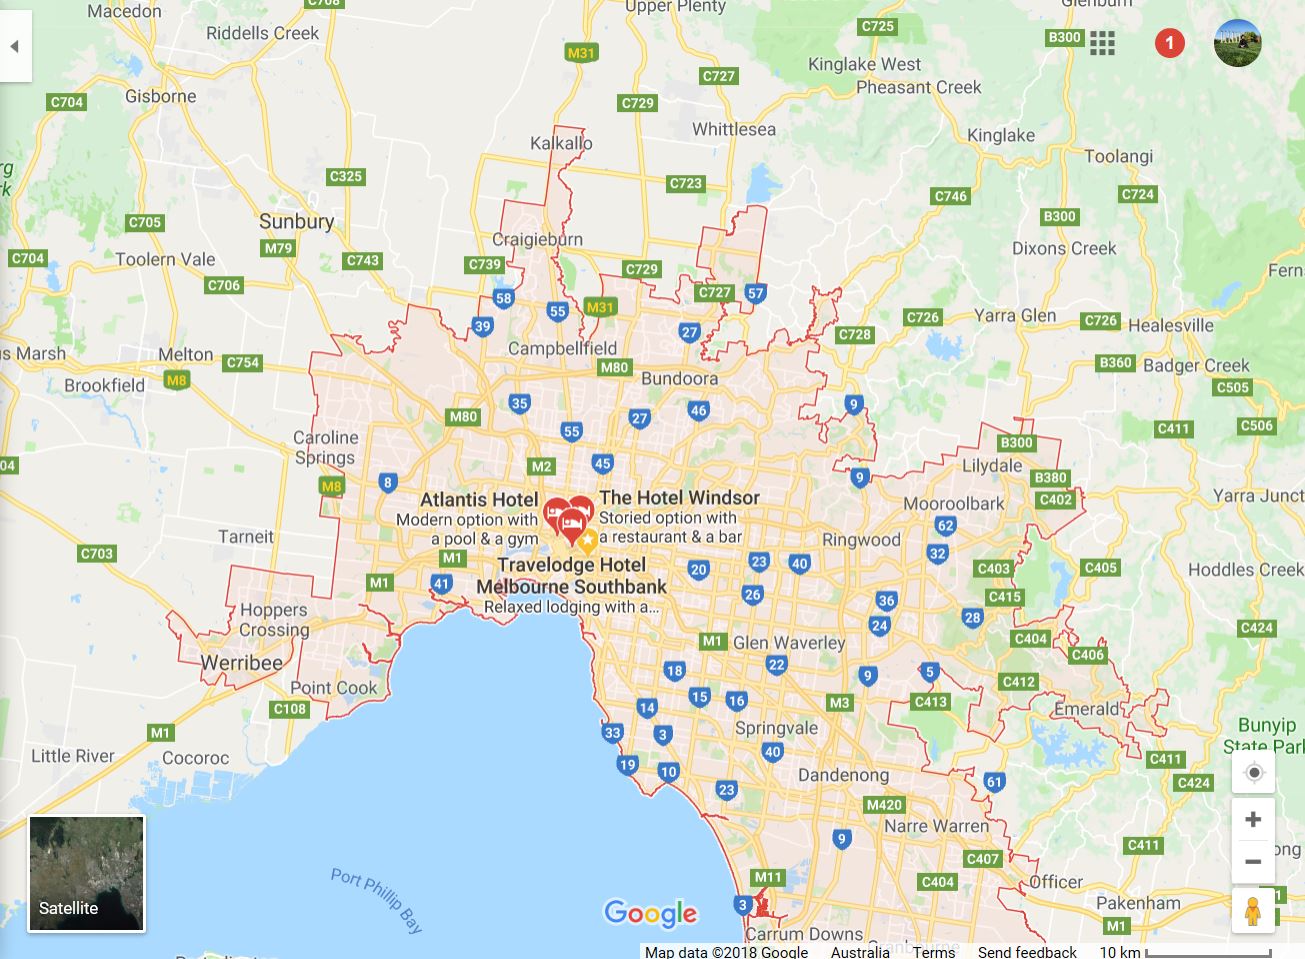 Macedon
C708
Upper Plenty
Glenburn
Riddells Creek
C725
B300
1
M31
Kinglake West
C727
Pheasant Creek
Gisborne
C704
C729
Whittlesea
Kinglake
Kalkallo
Toolangi
C325
C723
C746
C724
C705
Sunbury
B300
M79
Craigieburn
Dixons Creek
C704
Toolern Vale
C743
C739
C729
C706
C727
57
58
55
M31
39
27
C726
Yarra Glen
C726
Healesville
C728
us Marsh
Melton
C754
Campbellfield
M80
Bundoora
B360
Badger Creek
M8
Brookfield
C505
35
M80
27
46
9
55
C411
C506
Caroline
Springs
B300
M2
45
Lilydale
04
8
9
B380
M8
C402
Yarra Junct
Atlantis Hotel
Modern option with
a pool & a gym
The Hotel Windsor
Storied option with
a restaurant & a bar
Mooroolbark
62
Tarneit
Ringwood
C703
M1
32
Travelodge Hotel
Melbourne Southbank
Relaxed lodging with a...
20
23
40
C403
C405
Hoddles Creek
M1
41
26
36
C415
Hoppers
Crossing
24
28
C424
M1
Glen Waverley
C404
C406
Werribee
18
22
9
5
C412
Point Cook
15
16
M3
C413
C108
14
Emerald
33
3
Springvale
Bunyip
State Park
M1
40
Little River
Cocoroc
19
10
Dandenong
C411
61
C424
23
M420
Narre Warren
9
C411
C407
M11
C404
Officer
Port Phillip Bay
Satellite
Google
3
Pakenham
M1
Carrum Downs
Cranbourne
Map data ©2018 Google Australia Terms Send feedback 10 km